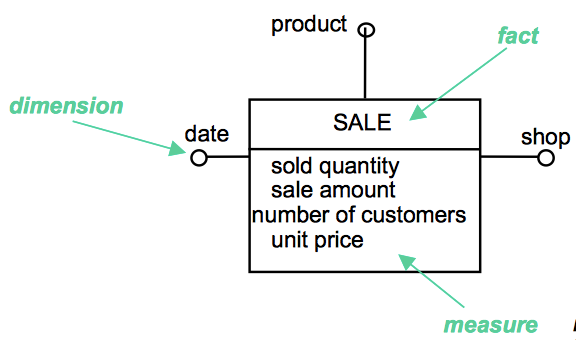 product
fact
dimension
date
SALE
shop
sold quantity
sale amount
number of customers
unit price
measure